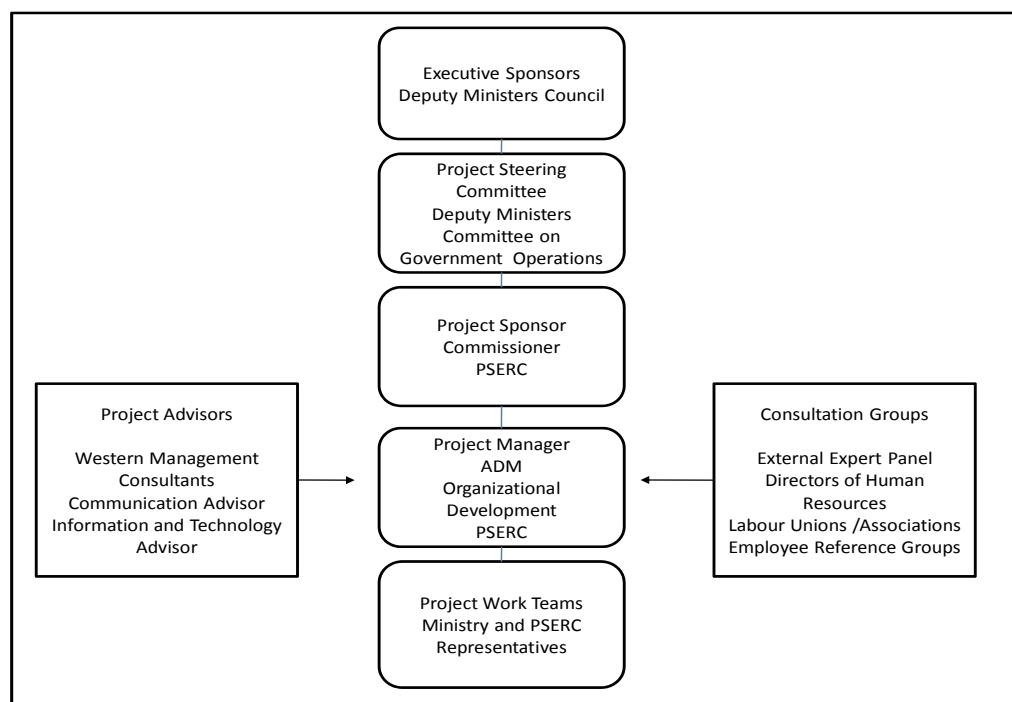 Executive Sponsors
Deputy Ministers Council
Project Steering
Committee
Deputy Ministers
Committee on
Government Operations
Project Sponsor
Commissioner
PSERC
Project Advisors
Western Management
Consultants
Communication Advisor
Information and Technology
Advisor
Project Manager
ADM
Organizational
Development
PSERC
Consultation Groups
External Expert Panel
Directors of Human
Resources
Labour Unions /Associations
Employee Reference Groups
Project Work Teams
Ministry and PSERC
Representatives